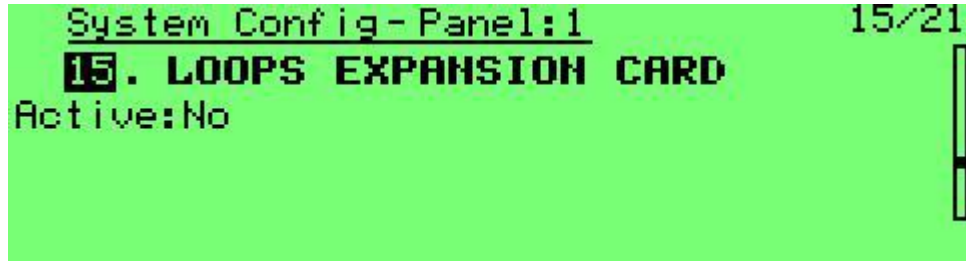 System Config-Panel:1 15/21
15. LOOPS EXPANSION CARD
Active:No